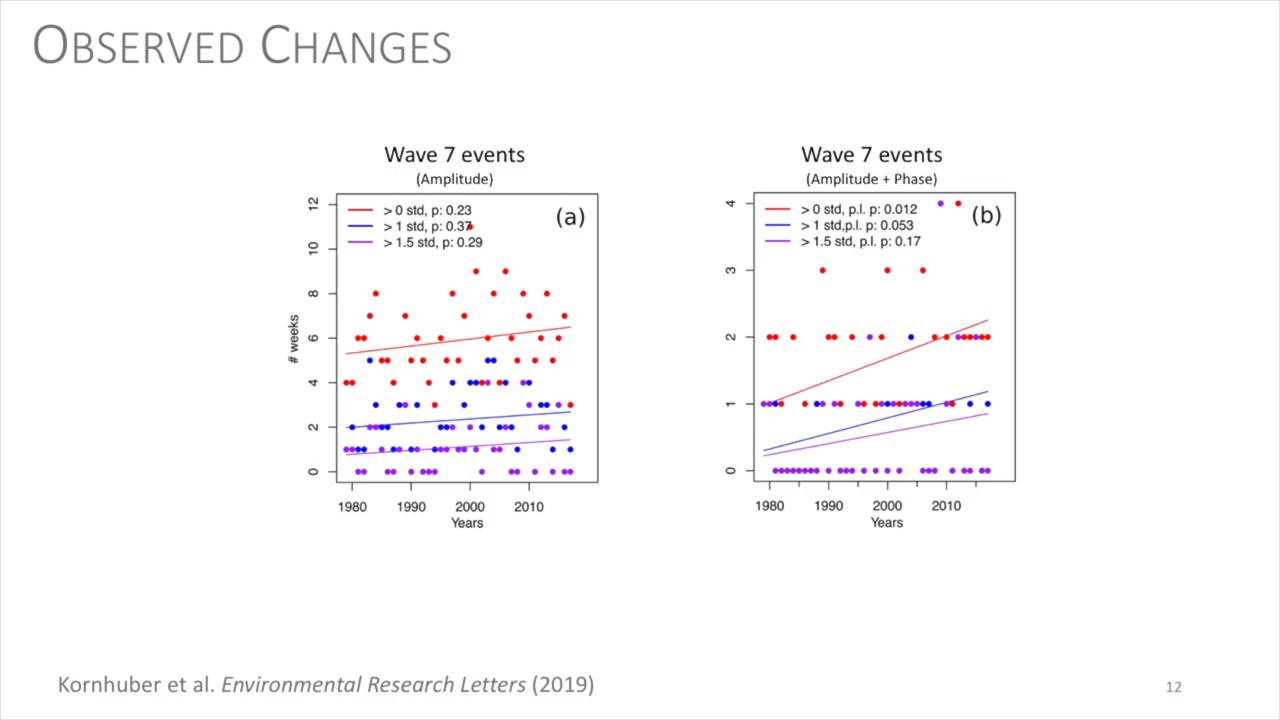 OBSERVED CHANGES
Wave 7 events
(Amplitude)
> 0 std, p: 0.23
> 1 std, p: 0.37
> 1.5 std, p: 0.29
(a)
# weeks
12
10
8
6
4
2
0
1980 1990 2000 2010
Years
Wave 7 events
(Amplitude + Phase)
> 0 std, p.l. p: 0.012
> 1 std,p.l. p: 0.053
> 1.5 std, p.l. p: 0.17
(b)
4
3
2
1
0
1980 1990 2000 2010
Years
Kornhuber et al. Environmental Research Letters (2019)
12